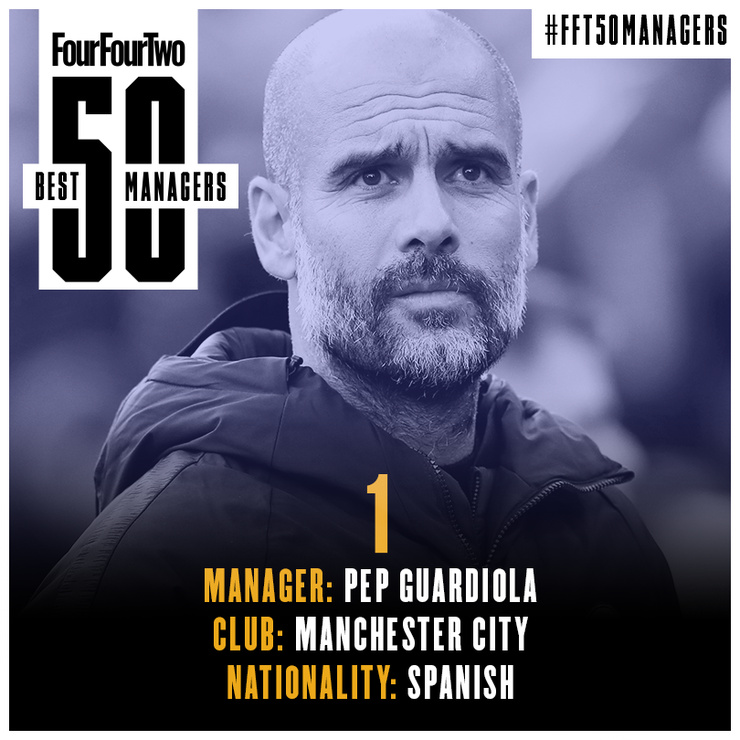 FourFourTwo
50
BEST MANAGERS
#FFT50MANAGERS
1
MANAGER: PEP GUARDIOLA
CLUB: MANCHESTER CITY
NATIONALITY: SPANISH